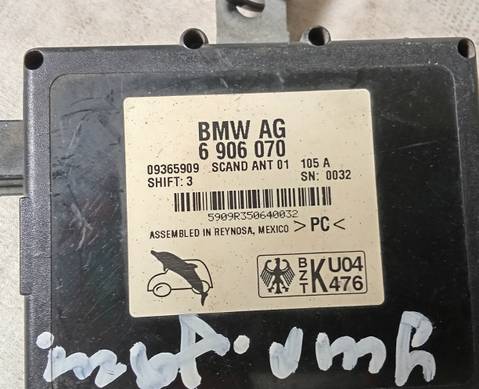 BMW AG
6 906 070
09365909 SCAND ANT 01 105 A
SHIFT: 3 SN: 0032
5909R350640032
ASSEMBLED IN REYNOSA, MEXICO >PC<
BZT K U04 476